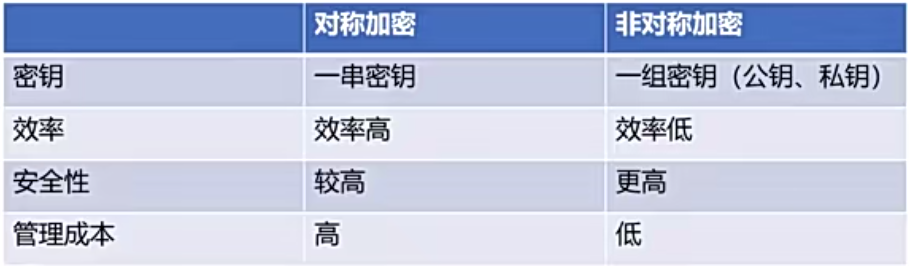 对称加密 非对称加密
密钥 一串密钥 一组密钥（公钥、私钥）
效率 效率高 效率低
安全性 较高 更高
管理成本 高 低